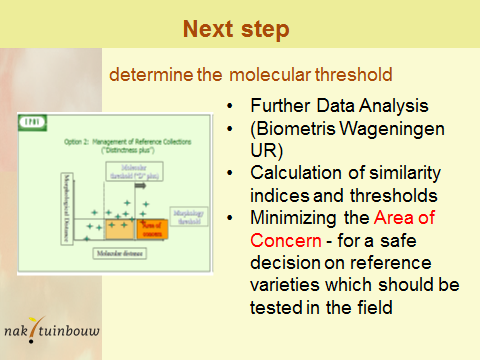 Next step
determine the molecular threshold
• Further Data Analysis
• (Biometris Wageningen
UR)
• Calculation of similarity
indices and thresholds
• Minimizing the Area of
Concern - for a safe
decision on reference
varieties which should be
tested in the field
UPOV
Option 2: Management of Reference Collections
("Distinctness plus")
Molecular
threshold ("D" plus)
Morphological Distance
Morphology
threshold
Area of
concern
Molecular distance
nak tuinbouw